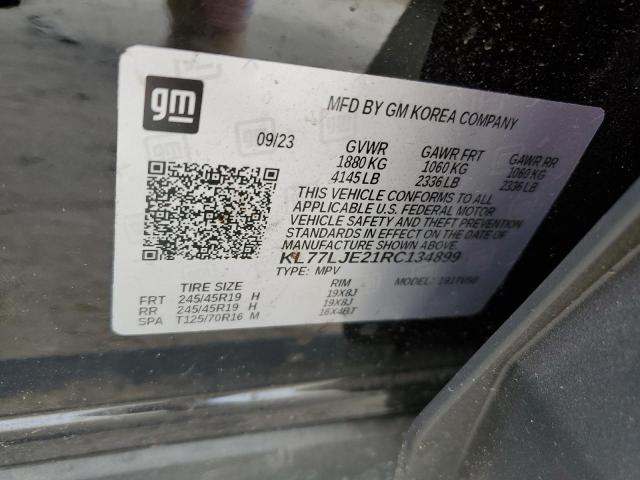 gm
MFD BY GM KOREA COMPANY
09/23 GVWR GAWR FRT GAWR RR
1880 KG 1060 KG 1060 KG
4145 LB 2336 LB 2336 LB
THIS VEHICLE CONFORMS TO ALL
APPLICABLE U.S. FEDERAL MOTOR
VEHICLE SAFETY AND THEFT PREVENTION
STANDARDS IN EFFECT ON THE DATE OF
MANUFACTURE SHOWN ABOVE.
KL77LJE21RC134899
TYPE: MPV
TIRE SIZE RIM
FRT 245/45R19 H 19X8J
RR 245/45R19 H 19X8J
SPA T125/70R16 M 16X4BT